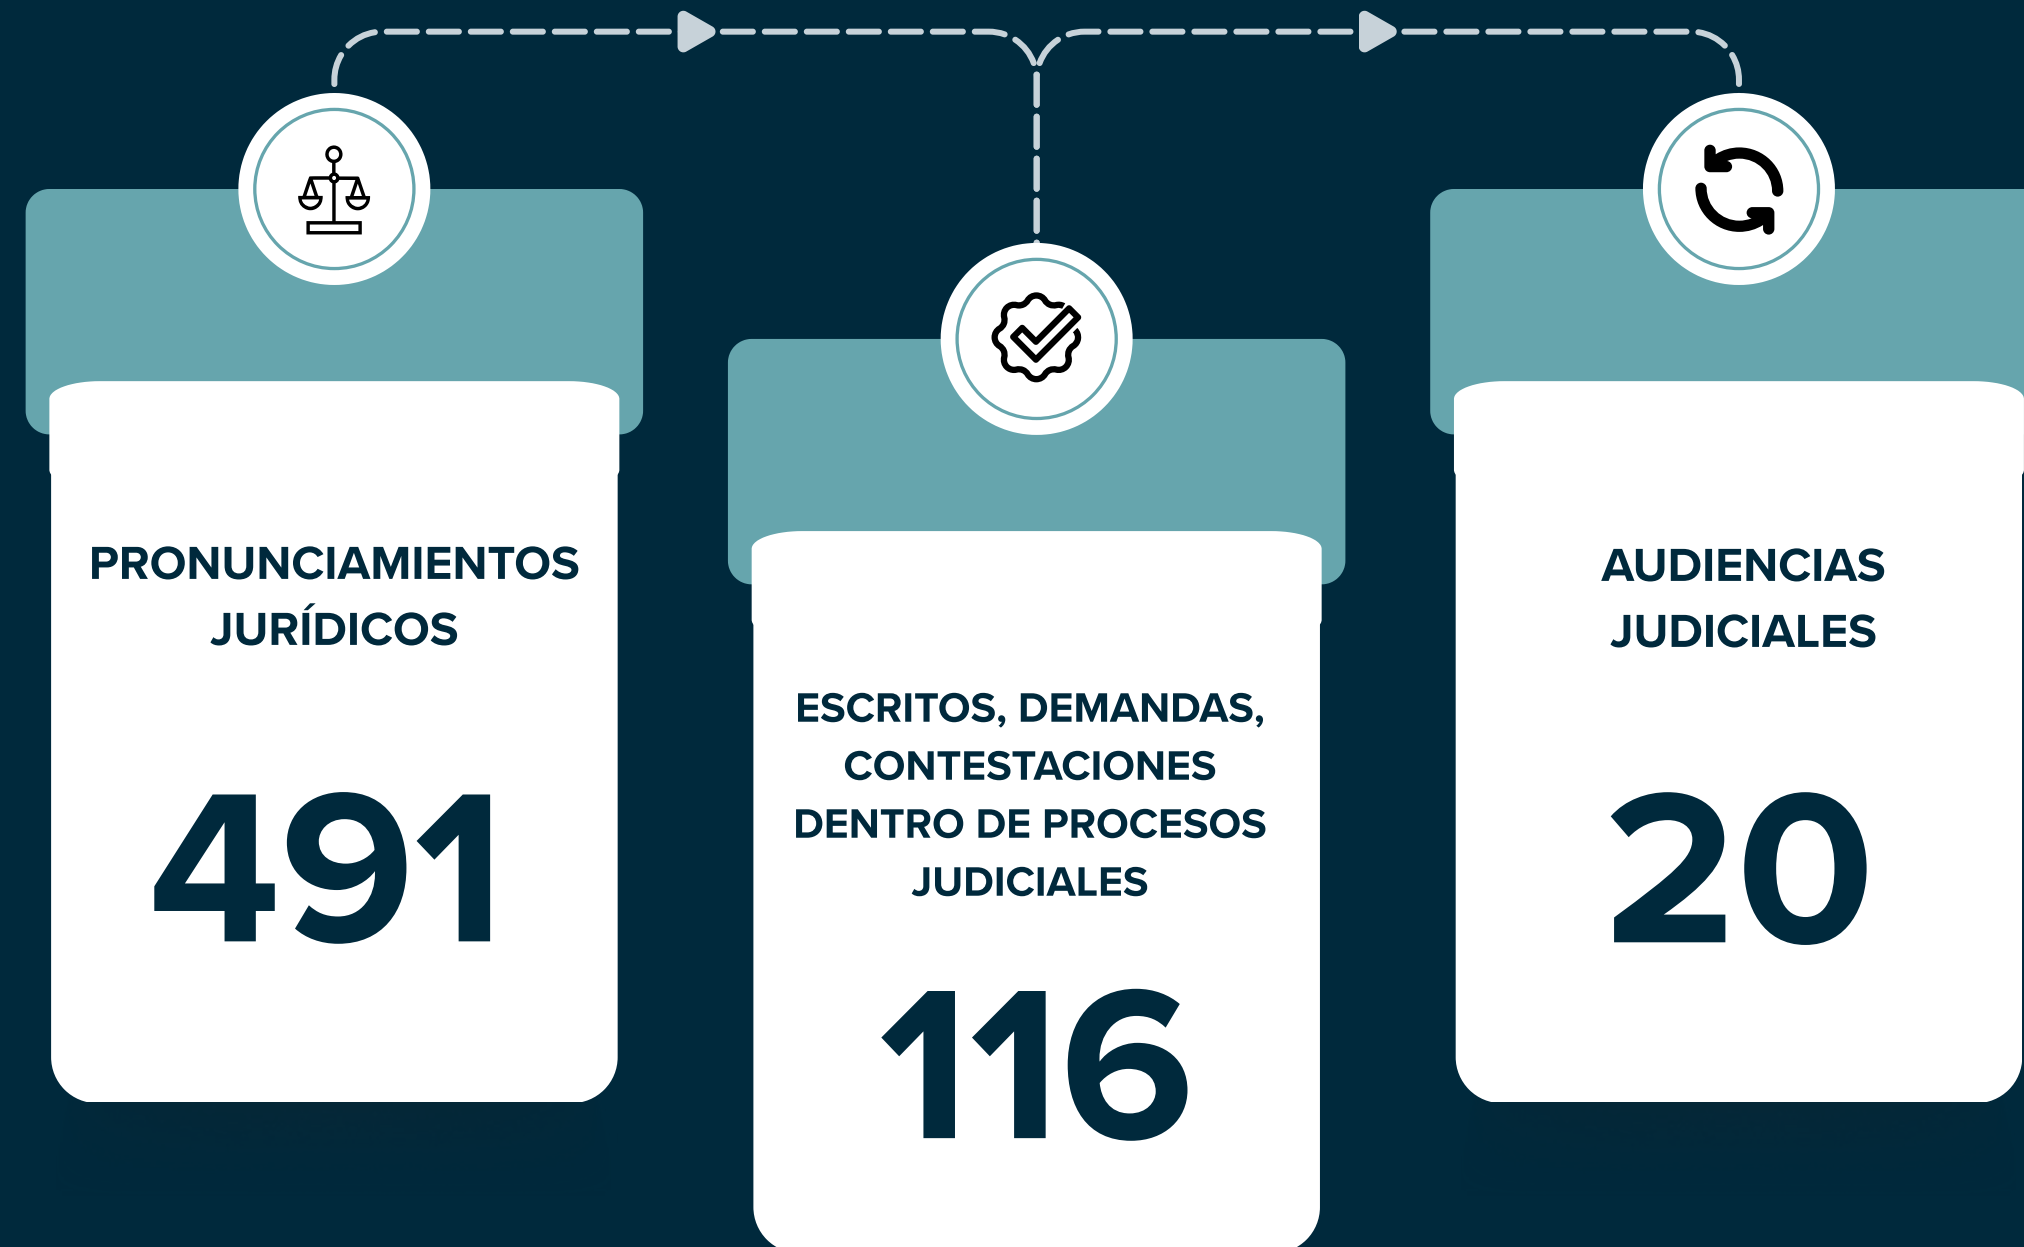 PRONUNCIAMIENTOS
JURÍDICOS
491
ESCRITOS, DEMANDAS,
CONTESTACIONES
DENTRO DE PROCESOS
JUDICIALES
116
AUDIENCIAS
JUDICIALES
20